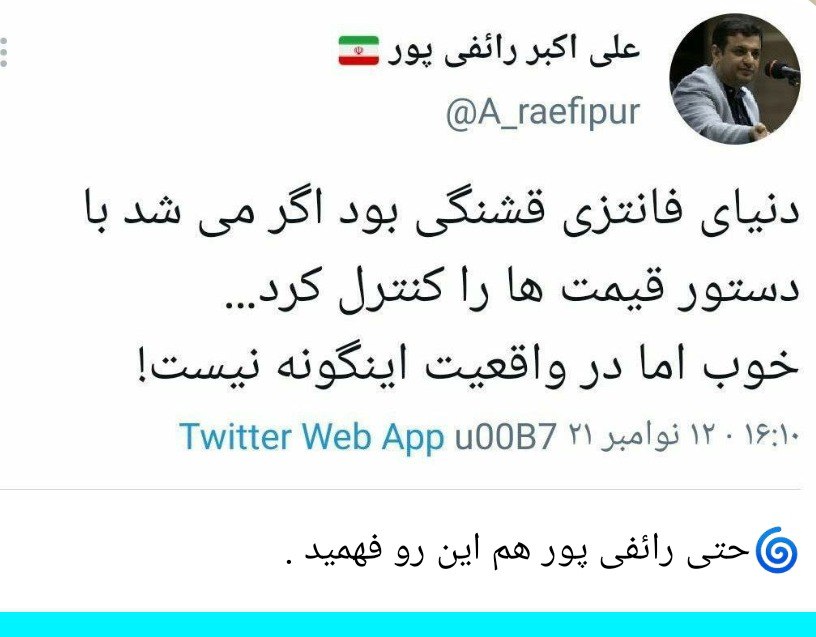 علی اکبر رائفی پور 🇮🇷
@A_raefipur
دنیای فانتزی قشنگی بود اگر می شد با
دستور قیمت ها را کنترل کرد...
خوب اما در واقعیت اینگونه نیست!
۱۶:۱۰ · ۱۲ نوامبر ۲۱ u00B7 Twitter Web App
🌀حتی رائفی پور هم این رو فهمید .